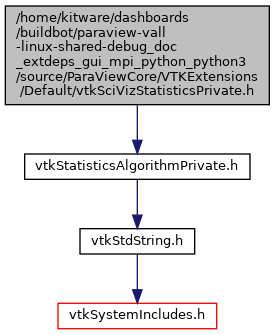 /home/kitware/dashboards
/buildbot/paraview-vall
-linux-shared-debug_doc
_extdeps_gui_mpi_python_python3
/source/ParaViewCore/VTKExtensions
/Default/vtkSciVizStatisticsPrivate.h
vtkStatisticsAlgorithmPrivate.h
vtkStdString.h
vtkSystemIncludes.h